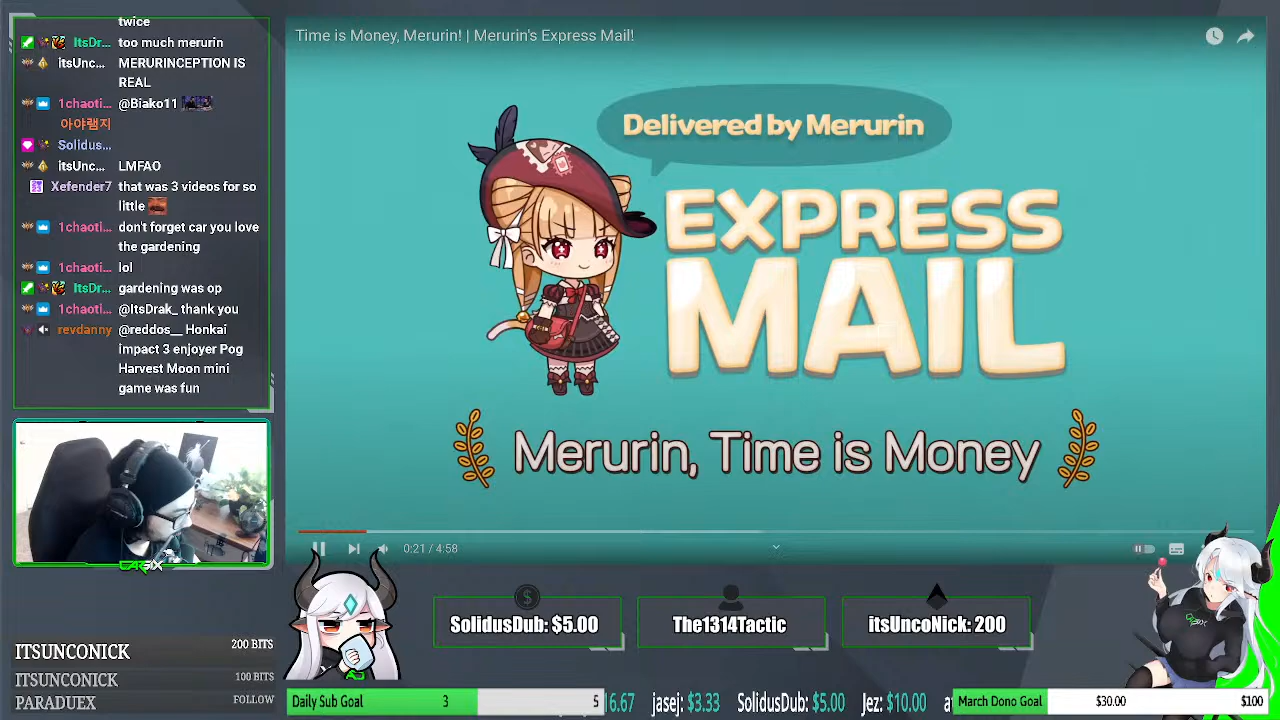 twice
ItsDr... too much merurin
itsUnc... MERURINCEPTION IS
REAL
1chaoti... @Biako11
아야램지
Solidus...
itsUnc... LMFAO
Xefender7 that was 3 videos for so
little
1chaoti... don't forget car you love
the gardening
1chaoti... lol
ItsDr... gardening was op
1chaoti... @ItsDrak_ thank you
revdanny @reddos__ Honkai
impact 3 enjoyer Pog
Harvest Moon mini
game was fun
Time is Money, Merurin! | Merurin's Express Mail!
Delivered by Merurin
EXPRESS
MAIL
Merurin, Time is Money
0:21 / 4:58
SolidusDub: $5.00
The1314Tactic
itsUncoNick: 200
ITSUNCONICK 200 BITS
ITSUNCONICK 100 BITS
PARADUEX FOLLOW
Daily Sub Goal 3 5
16.67 jasej: $3.33 SolidusDub: $5.00 Jez: $10.00
March Dono Goal $30.00 $100